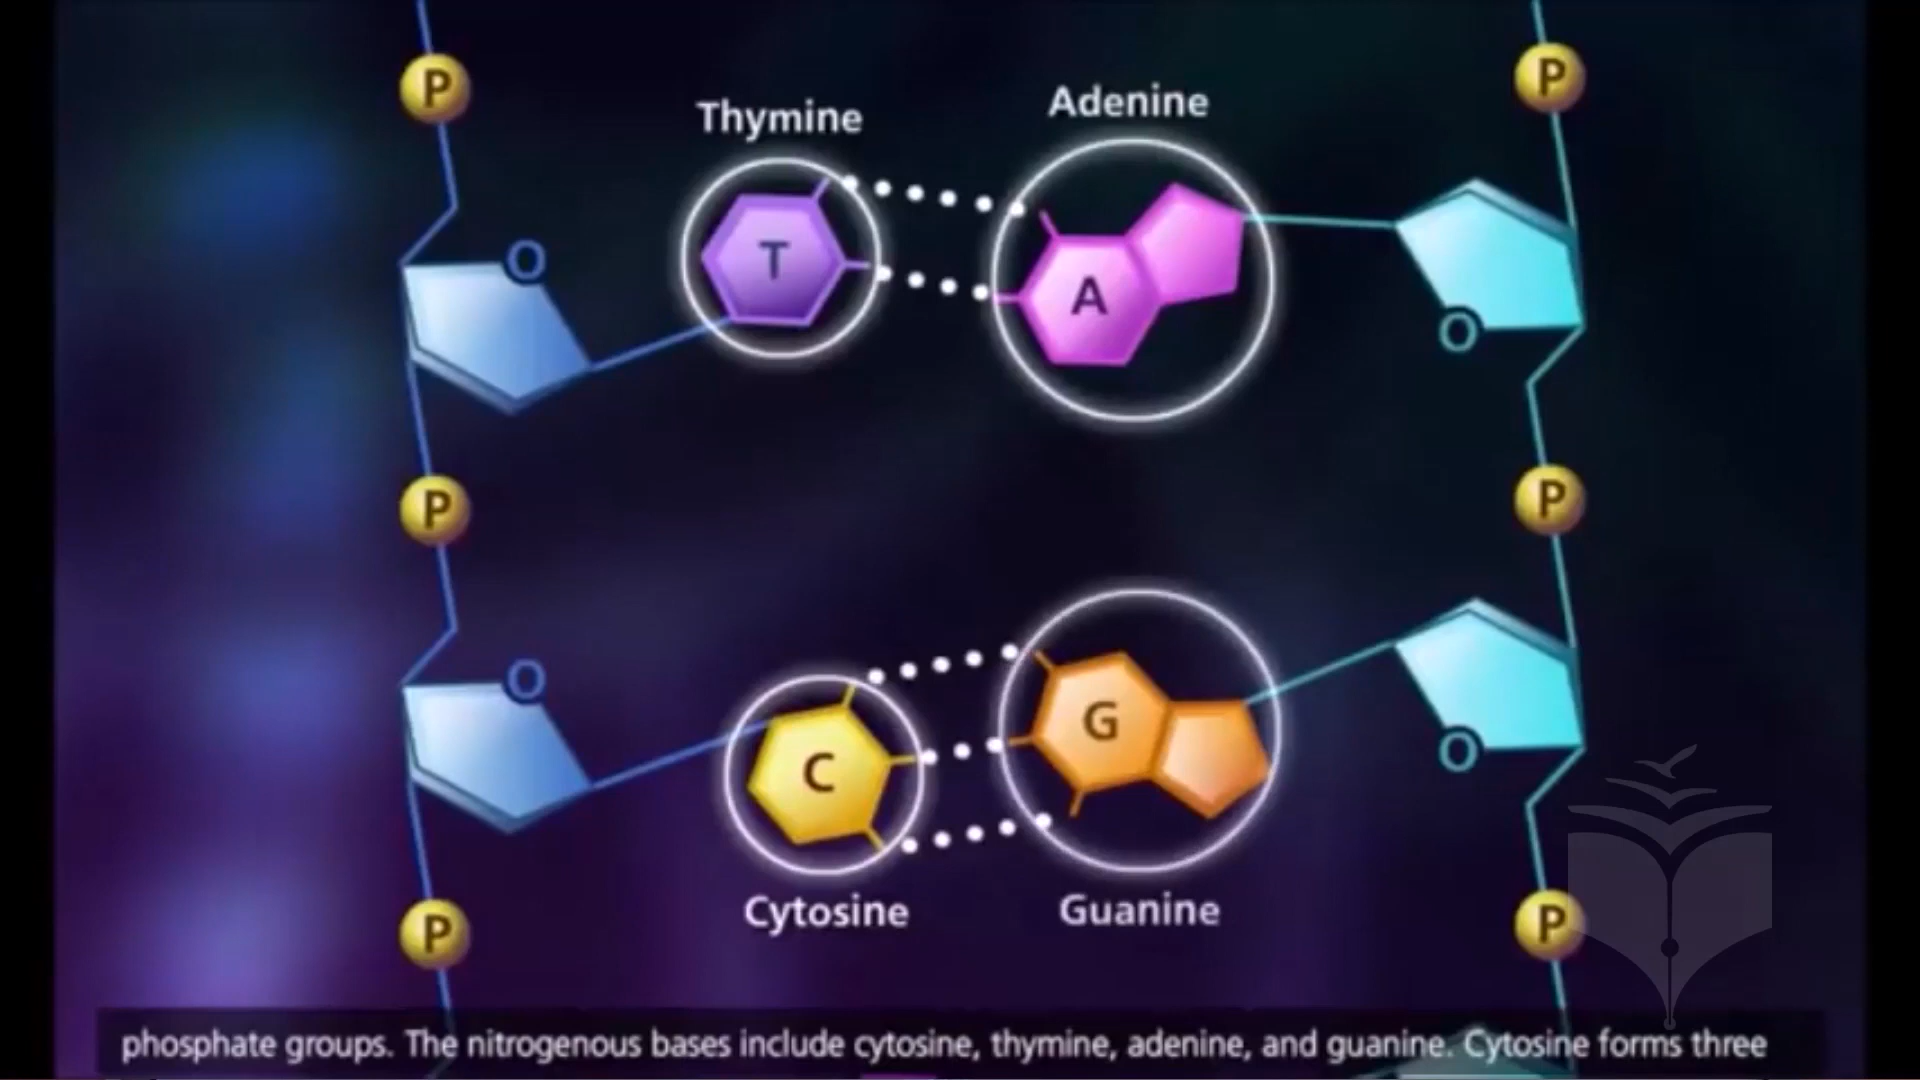 P
P
Thymine
Adenine
T
A
O
O
P
P
O
O
C
G
Cytosine
Guanine
P
P
phosphate groups. The nitrogenous bases include cytosine, thymine, adenine, and guanine. Cytosine forms three